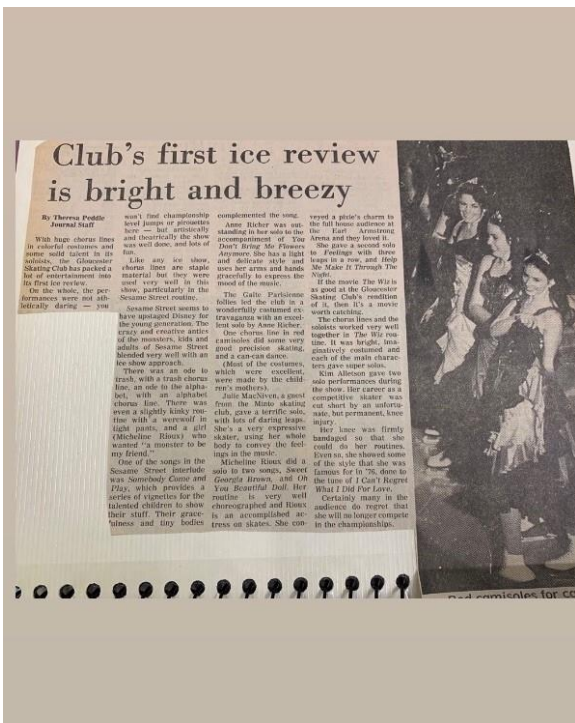 Club's first ice review
is bright and breezy
By Theresa Peddle
Journal Staff
With huge chorus lines
in colorful costumes and
some solid talent in its
soloists, the Gloucester
Skating Club has packed a
lot of entertainment into
its first ice review.
On the whole, the per-
formances were not ath-
letically daring — you
won't find championship
level jumps or pirouettes
here — but artistically
and theatrically the show
was well done, and lots of
fun.
Like any ice show,
chorus lines are staple
material but they were
used very well in this
show, particularly in the
Sesame Street routine.
Sesame Street seems to
have upstaged Disney for
the young generation. The
crazy and creative antics
of the monsters, kids and
adults of Sesame Street
blended very well with an
ice show approach.
There was an ode to
trash, with a trash chorus
line, an ode to the alpha-
bet, with an alphabet
chorus line. There was
even a slightly kinky rou-
tine with a werewolf in
tight pants, and a girl
(Micheline Rioux) who
wanted "a monster to be
my friend."
One of the songs in the
Sesame Street interlude
was Somebody Come and
Play, which provides a
series of vignettes for the
talented children to show
their stuff. Their grace-
fulness and tiny bodies
complemented the song.
Anne Richer was out-
standing in her solo to the
accompaniment of You
Don't Bring Me Flowers
Anymore. She has a light
and delicate style and
uses her arms and hands
gracefully to express the
mood of the music.
The Gaite Parisienne
follies led the club in a
wonderfully costumed ex-
travaganza with an excel-
lent solo by Anne Richer.
One chorus line in red
camisoles did some very
good precision skating,
and a can-can dance.
(Most of the costumes,
which were excellent,
were made by the child-
ren's mothers).
Julie MacNiven, a guest
from the Minto skating
club, gave a terrific solo,
with lots of daring leaps.
She's a very expressive
skater, using her whole
body to convey the feel-
ings in the music.
Micheline Rioux did a
solo to two songs, Sweet
Georgia Brown, and Oh
You Beautiful Doll. Her
routine is very well
choreographed and Rioux
is an accomplished ac-
tress on skates. She con-
veyed a pixie's charm to
the full house audience at
the Earl Armstrong
Arena and they loved it.
She gave a second solo
to Feelings with three
leaps in a row, and Help
Me Make It Through The
Night.
If the movie The Wiz is
as good at the Gloucester
Skating Club's rendition
of it, then it's a movie
worth catching.
The chorus lines and the
soloists worked very well
together in The Wiz rou-
tine. It was bright, ima-
ginatively costumed and
each of the main charac-
ters gave super solos.
Kim Alletson gave two
solo performances during
the show. Her career as a
competitive skater was
cut short by an unfortu-
nate, but permanent, knee
injury.
Her knee was firmly
bandaged so that she
could do her routines.
Even so, she showed some
of the style that she was
famous for in '76, done to
the tune of I Can't Regret
What I Did For Love.
Certainly many in the
audience do regret that
she will no longer compete
in the championships.
Red camisoles for